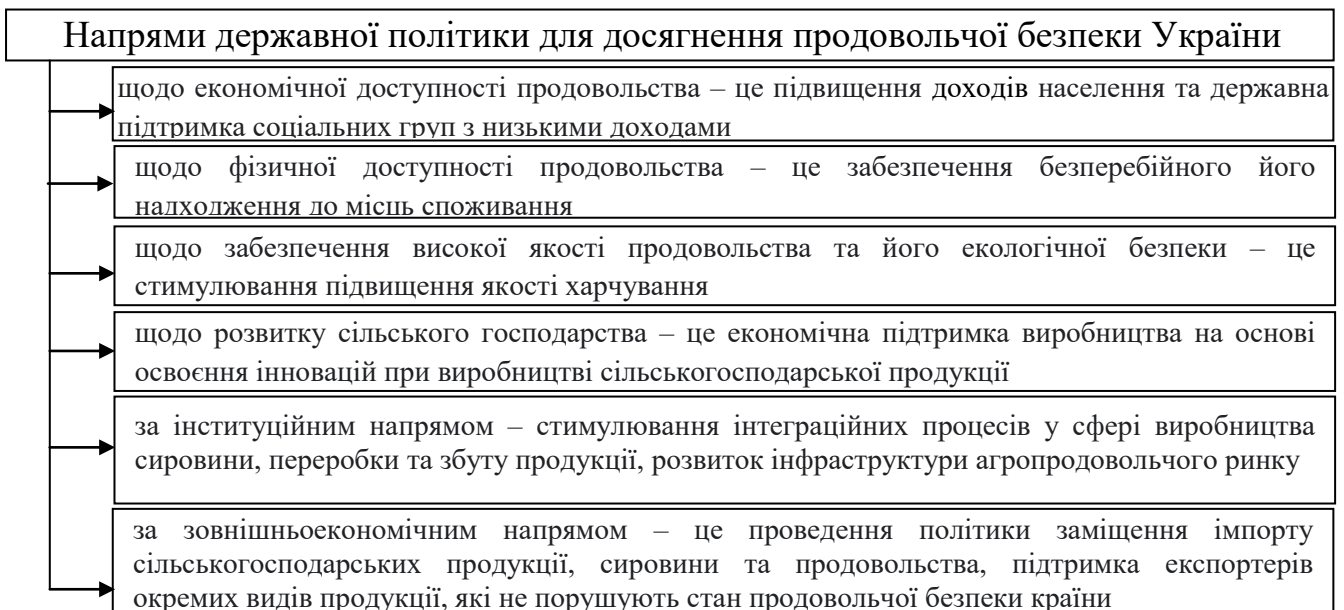 Напрями державної політики для досягнення продовольчої безпеки України
щодо економічної доступності продовольства – це підвищення доходів населення та державна
підтримка соціальних груп з низькими доходами
щодо фізичної доступності продовольства – це забезпечення безперебійного його
надходження до місць споживання
щодо забезпечення високої якості продовольства та його екологічної безпеки – це
стимулювання підвищення якості харчування
щодо розвитку сільського господарства – це економічна підтримка виробництва на основі
освоєння інновацій при виробництві сільськогосподарської продукції
за інституційним напрямом – стимулювання інтеграційних процесів у сфері виробництва
сировини, переробки та збуту продукції, розвиток інфраструктури агропродовольчого ринку
за зовнішньоекономічним напрямом – це проведення політики заміщення імпорту
сільськогосподарських продукції, сировини та продовольства, підтримка експортерів
окремих видів продукції, які не порушують стан продовольчої безпеки країни